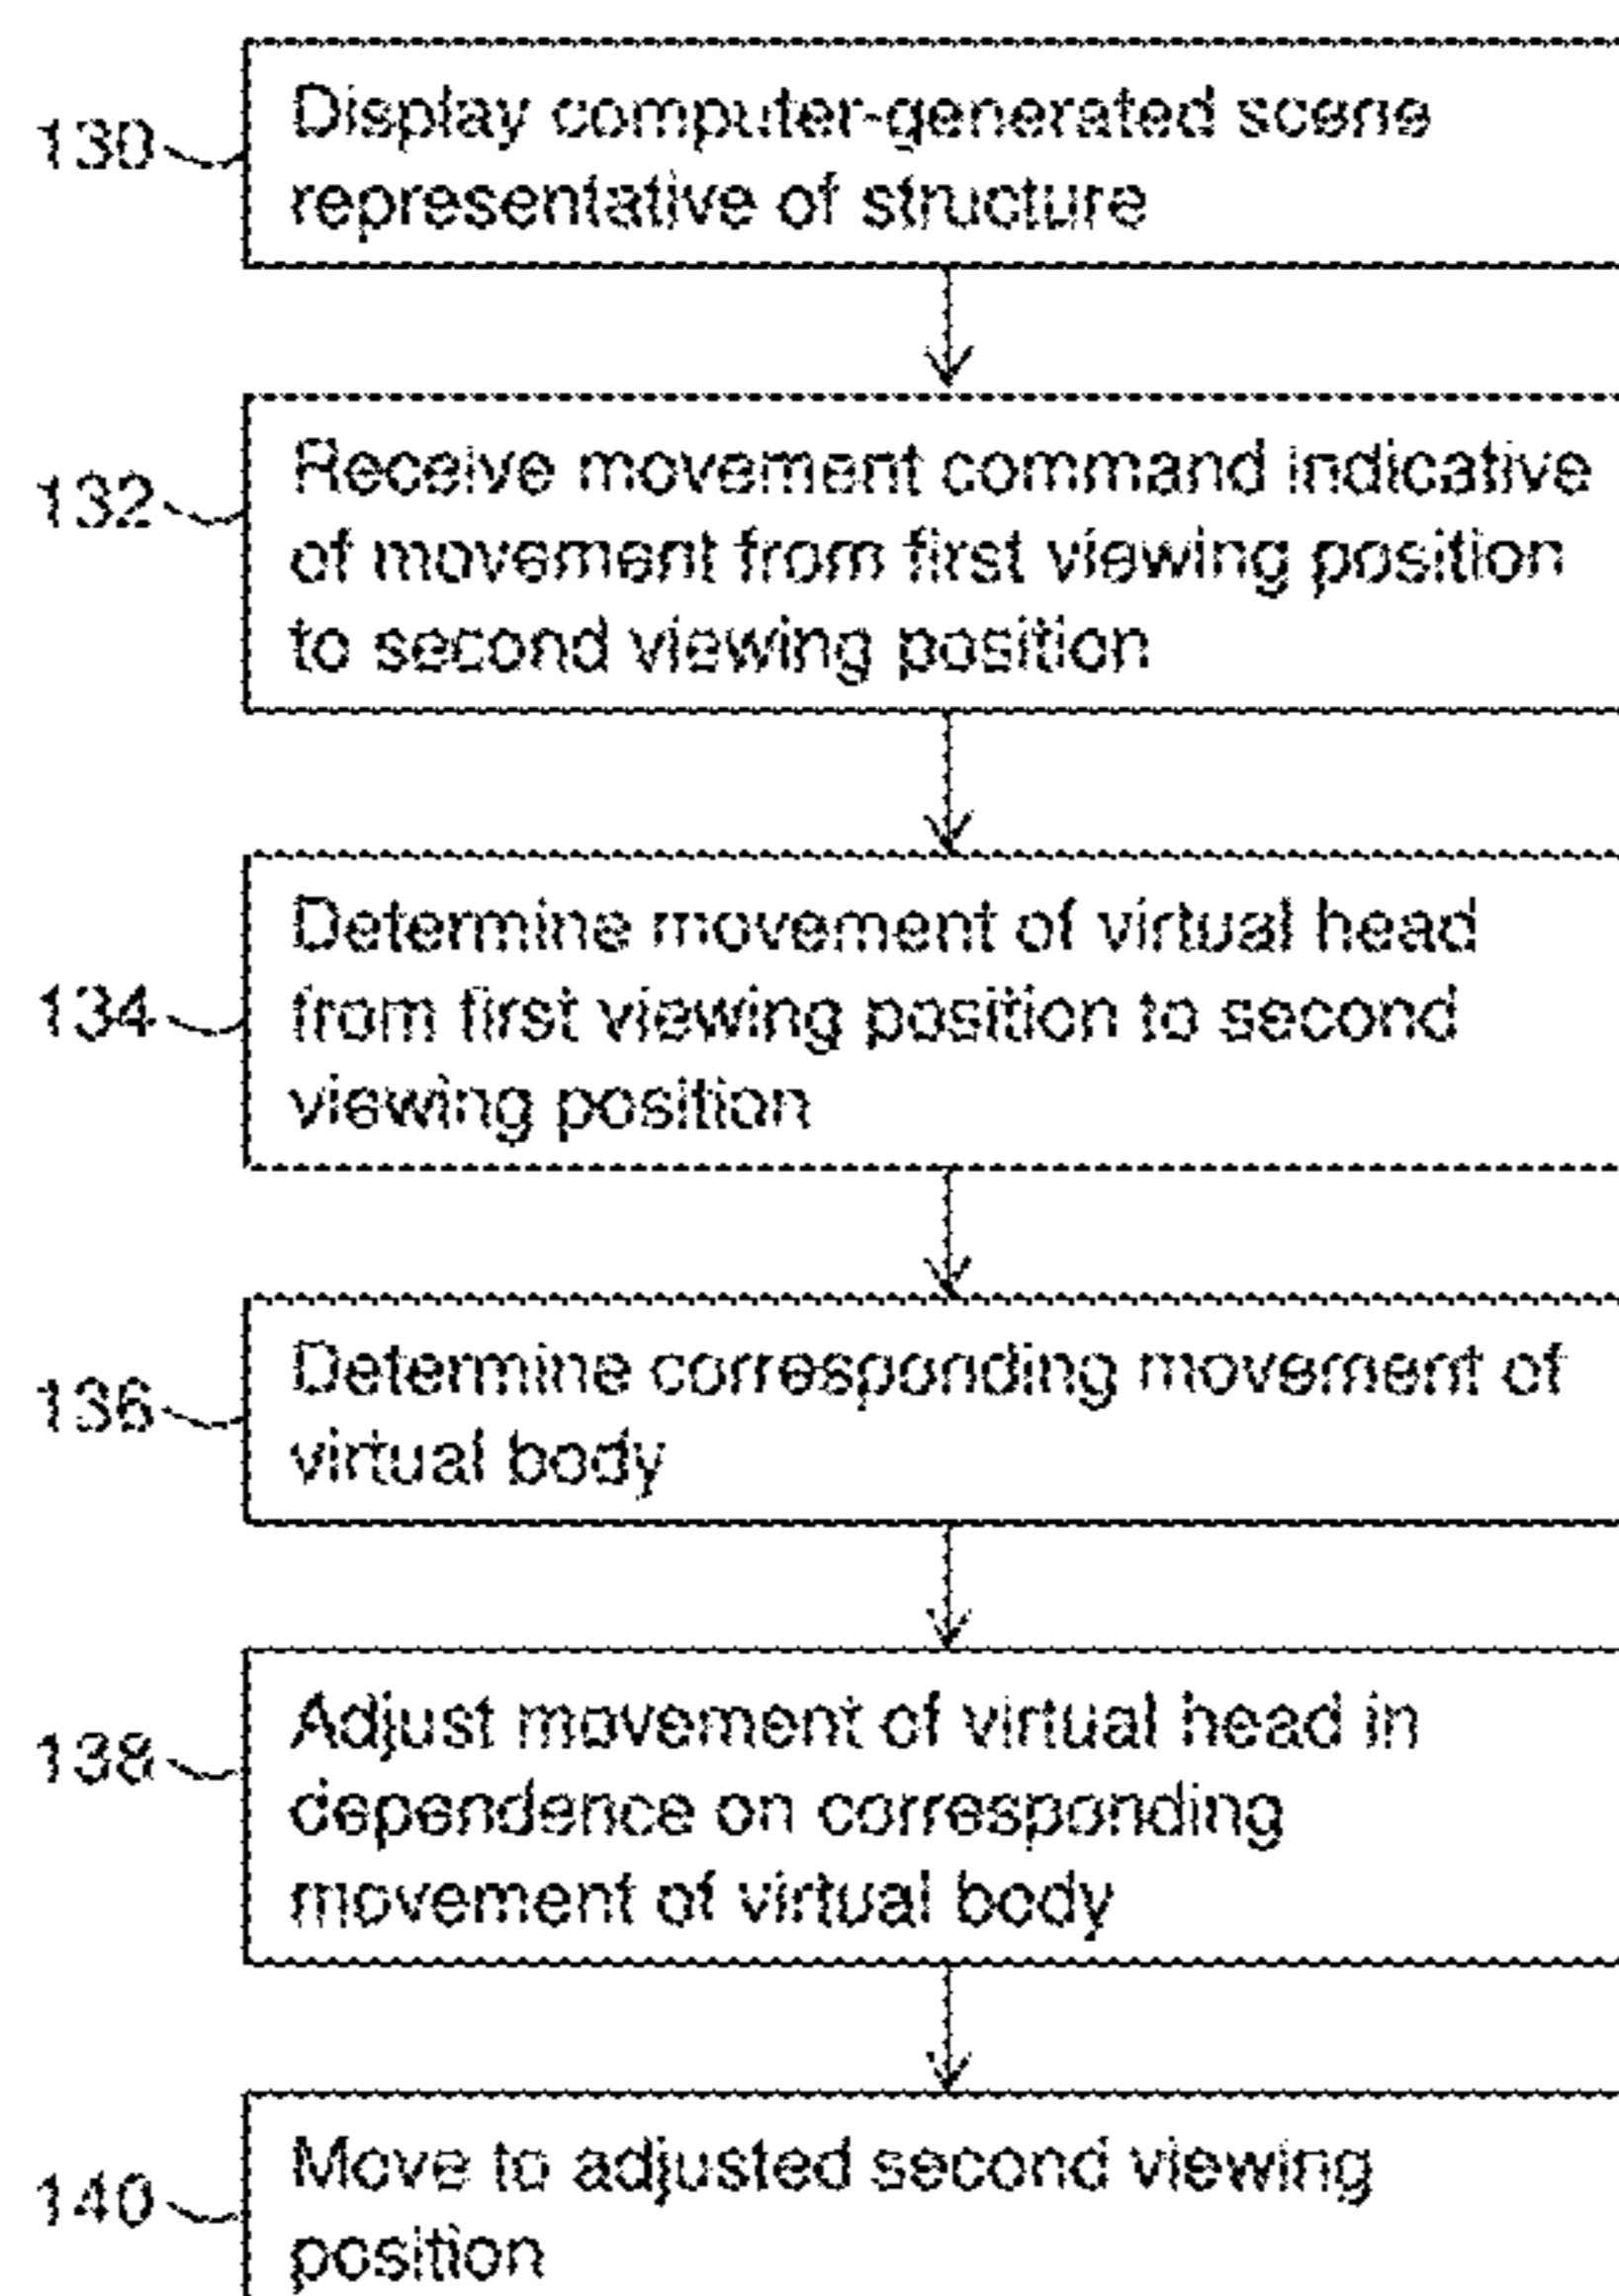 130
Display computer-generated scene
representative of structure
132
Receive movement command indicative
of movement from first viewing position
to second viewing position
134
Determine movement of virtual head
from first viewing position to second
viewing position
136
Determine corresponding movement of
virtual body
138
Adjust movement of virtual head in
dependence on corresponding
movement of virtual body
140
Move to adjusted second viewing
position